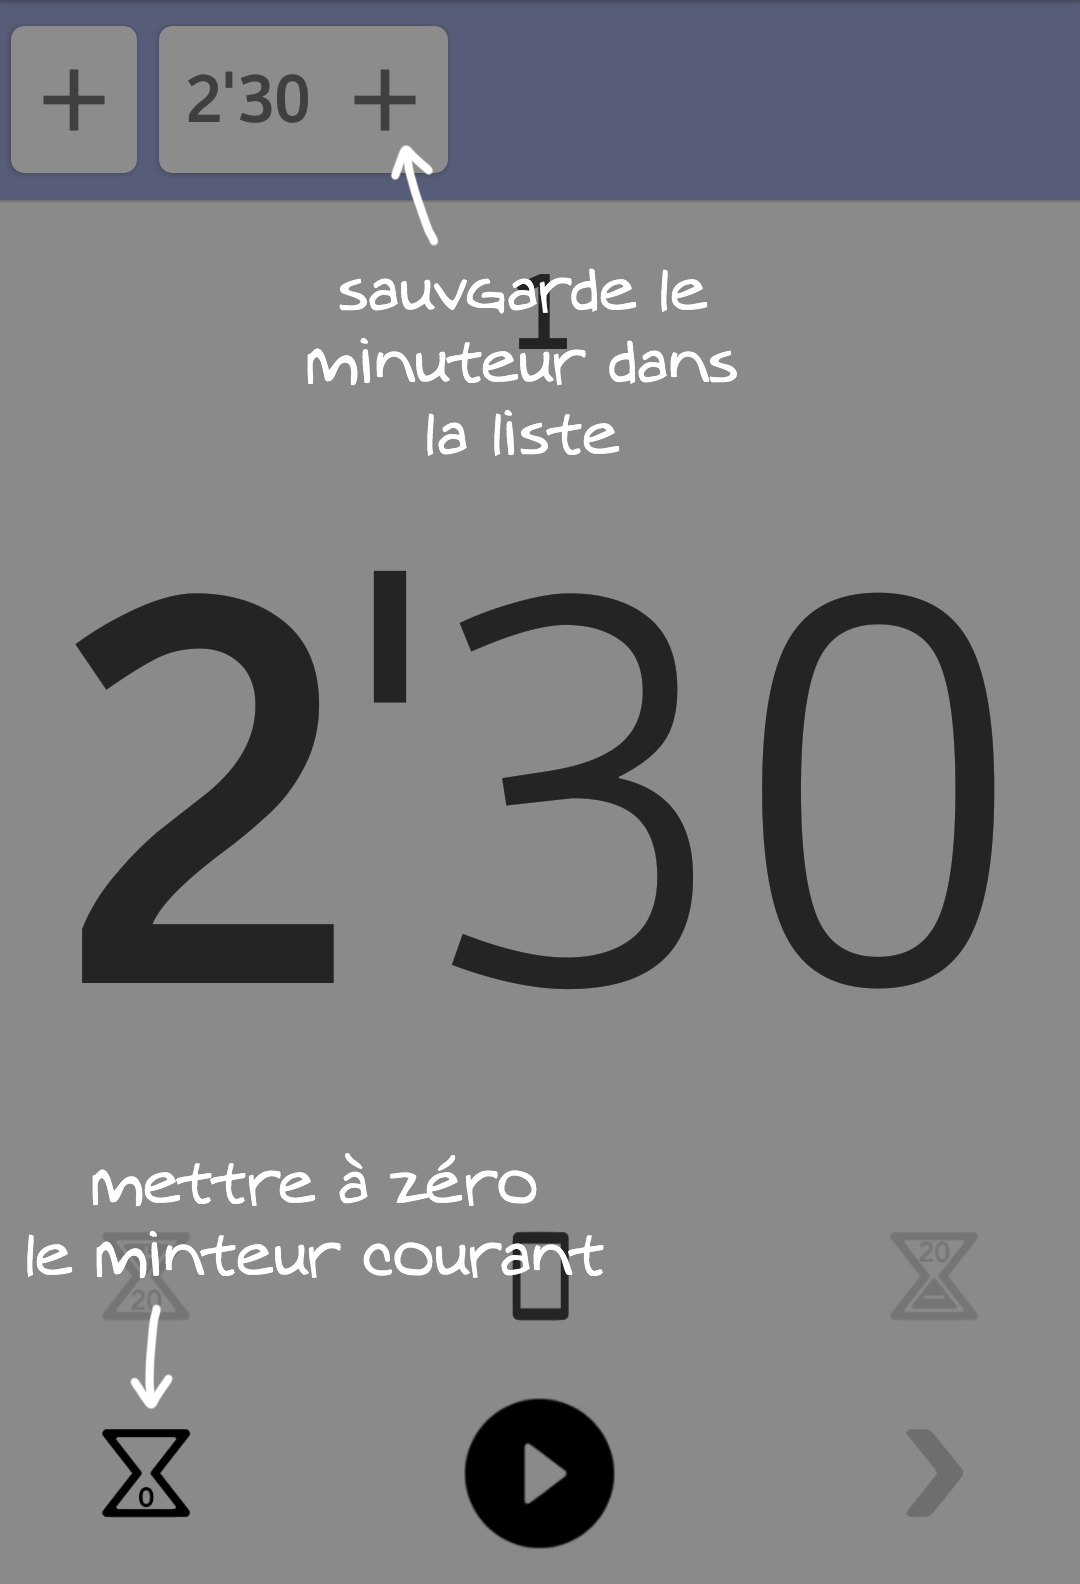 2'30
sauvgarde le
1
minuteur dans
la liste
2'30
mettre à zéro
le minteur courant
20
20
0